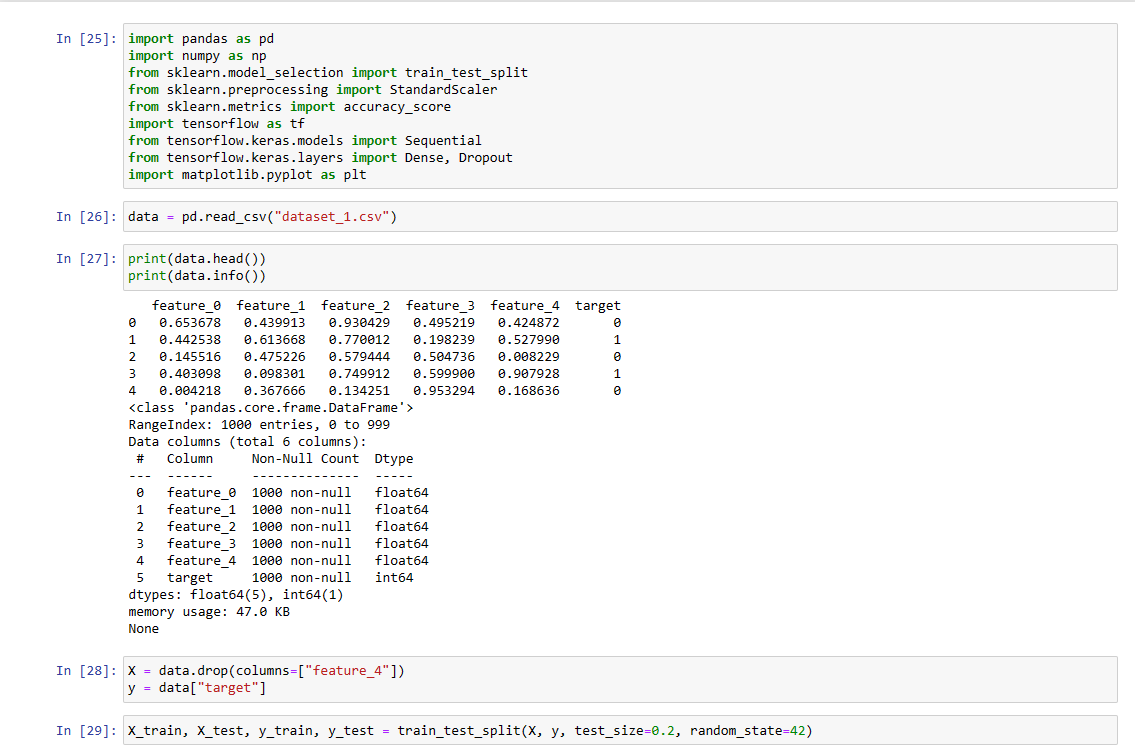 In [25]: import pandas as pd
import numpy as np
from sklearn.model_selection import train_test_split
from sklearn.preprocessing import StandardScaler
from sklearn.metrics import accuracy_score
import tensorflow as tf
from tensorflow.keras.models import Sequential
from tensorflow.keras.layers import Dense, Dropout
import matplotlib.pyplot as plt
In [26]: data = pd.read_csv("dataset_1.csv")
In [27]: print(data.head())
print(data.info())
   feature_0  feature_1  feature_2  feature_3  feature_4  target
0   0.653678   0.439913   0.930429   0.495219   0.424872       0
1   0.442538   0.613668   0.770012   0.198239   0.527990       1
2   0.145516   0.475226   0.579444   0.504736   0.008229       0
3   0.403098   0.098301   0.749912   0.599900   0.907928       1
4   0.004218   0.367666   0.134251   0.953294   0.168636       0
<class 'pandas.core.frame.DataFrame'>
RangeIndex: 1000 entries, 0 to 999
Data columns (total 6 columns):
 #   Column     Non-Null Count  Dtype
---  ------     --------------  -----
 0   feature_0  1000 non-null   float64
 1   feature_1  1000 non-null   float64
 2   feature_2  1000 non-null   float64
 3   feature_3  1000 non-null   float64
 4   feature_4  1000 non-null   float64
 5   target     1000 non-null   int64
dtypes: float64(5), int64(1)
memory usage: 47.0 KB
None
In [28]: X = data.drop(columns=["feature_4"])
y = data["target"]
In [29]: X_train, X_test, y_train, y_test = train_test_split(X, y, test_size=0.2, random_state=42)